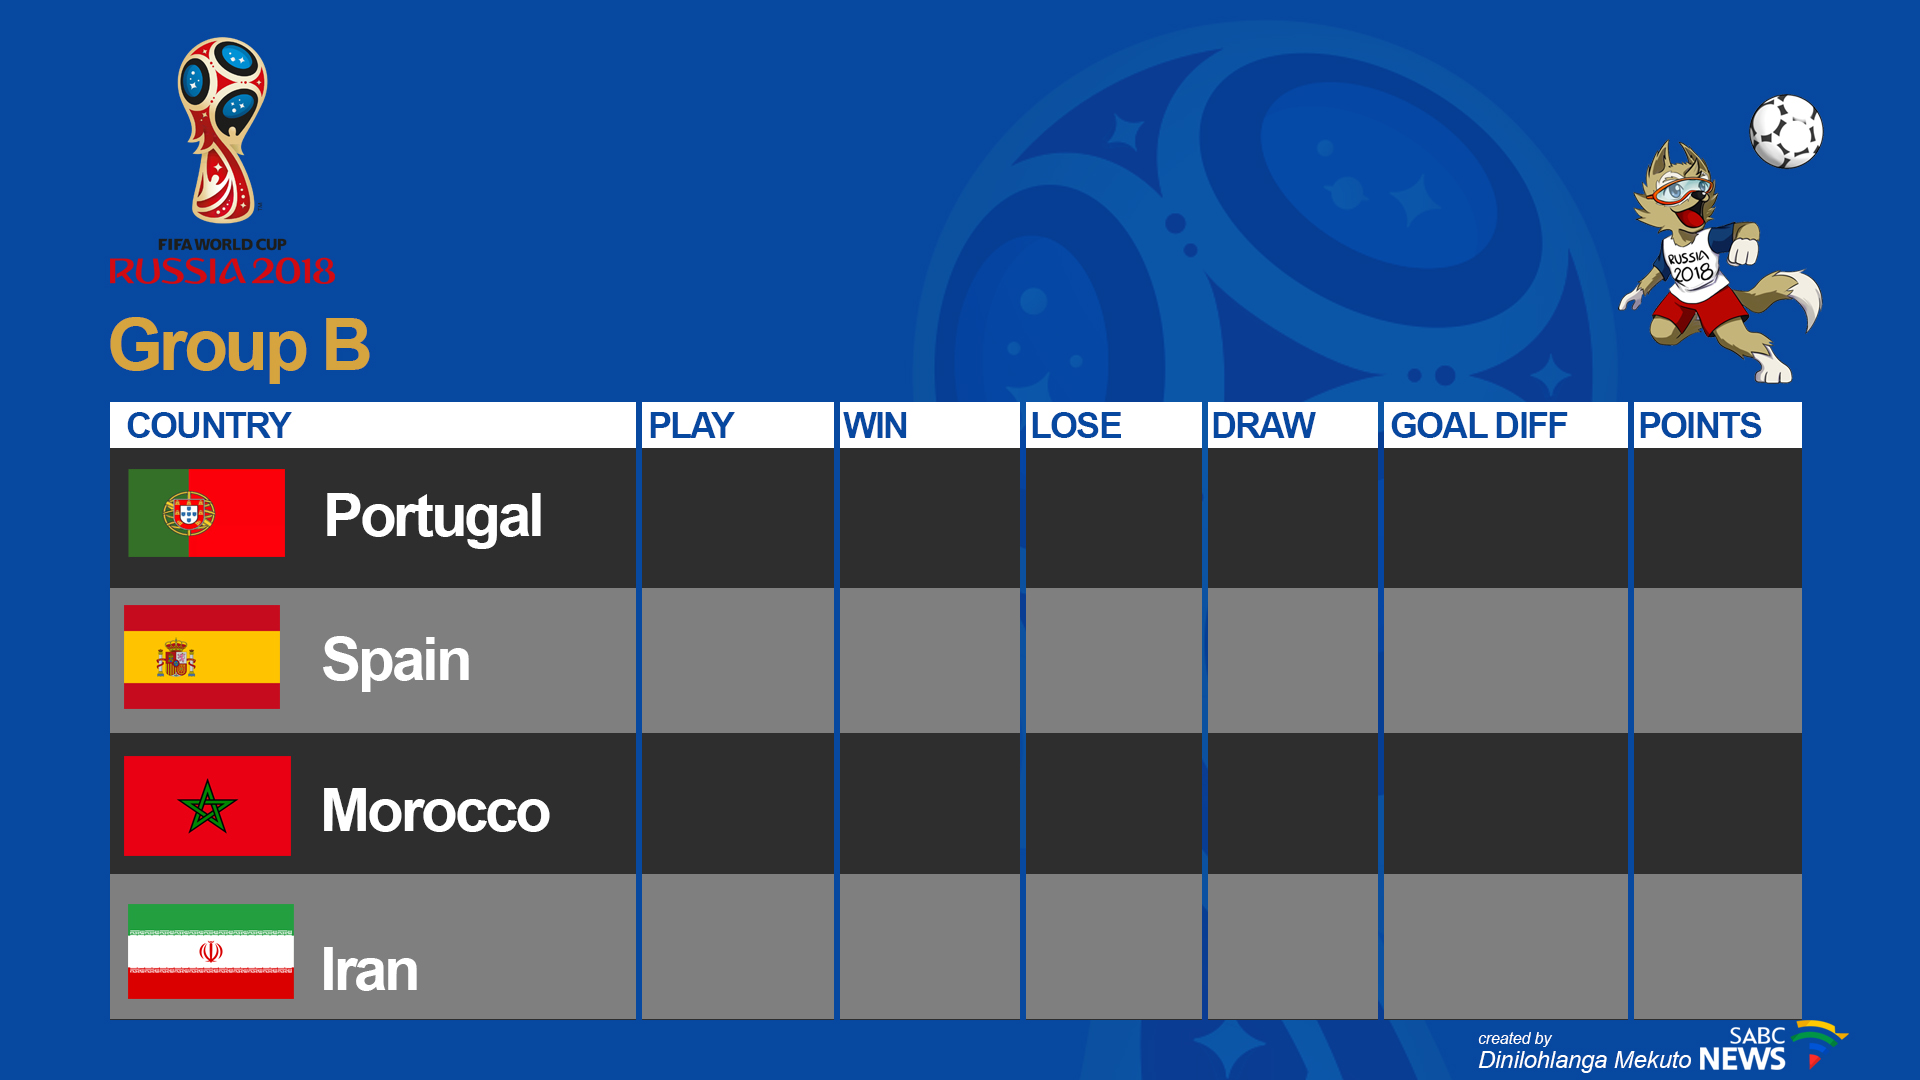 FIFA WORLD CUP
RUSSIA 2018
RUSSIA
2018
Group B
COUNTRY PLAY WIN LOSE DRAW GOAL DIFF POINTS
Portugal
Spain
Morocco
Iran
created by
Dinilohlanga Mekuto
SABC
NEWS